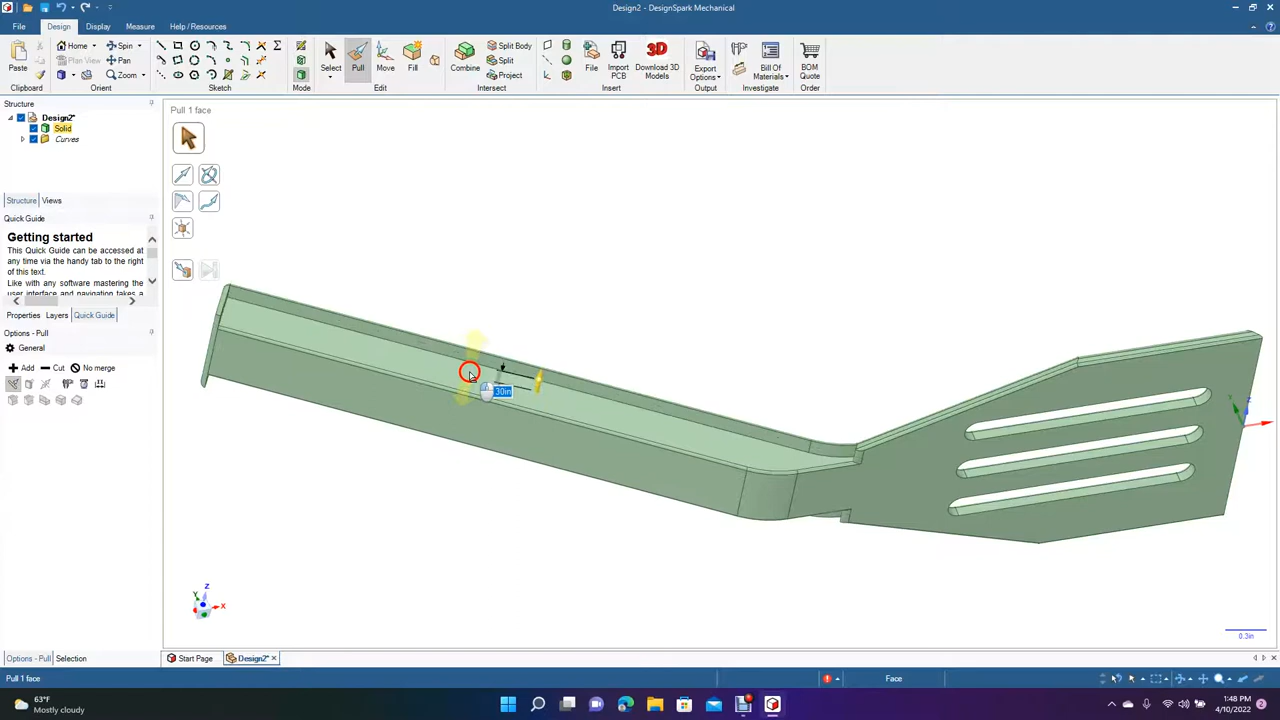 Design2 - DesignSpark Mechanical
File Design Display Measure Help / Resources
Paste
Home Spin
Plan View Pan
Zoom
Select Pull Move Fill
Combine Split Body
Split
Project
File Import PCB Download 3D Models
Export Options Bill Of Materials BOM Quote
Clipboard Orient Sketch Mode Edit Intersect Insert Output Investigate Order
Structure
Design2*
Solid
Curves
Structure Views
Quick Guide
Getting started
This Quick Guide can be accessed at
any time via the handy tab to the right
of this text.
Like with any software mastering the
Properties Layers Quick Guide
Options - Pull
General
Add Cut No merge
Pull 1 face
30in
Y Z
Z
Y
X
0.3in
Options - Pull Selection
Start Page Design2*
Pull 1 face
Face
63°F
Mostly cloudy
1:48 PM
4/10/2022